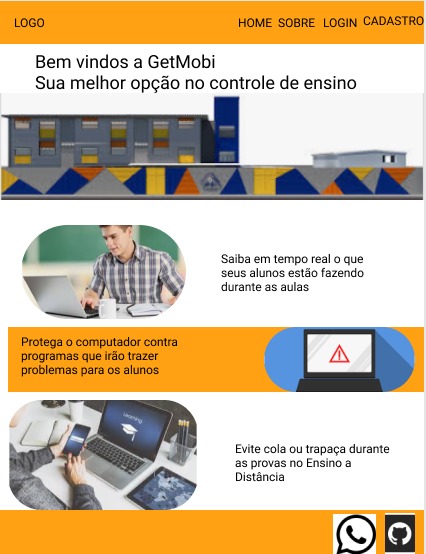 LOGO HOME SOBRE LOGIN CADASTRO
Bem vindos a GetMobi
Sua melhor opção no controle de ensino
Saiba em tempo real o que
seus alunos estão fazendo
durante as aulas
Protega o computador contra
programas que irão trazer
problemas para os alunos
Learning
Evite cola ou trapaça durante
as provas no Ensino a
Distância